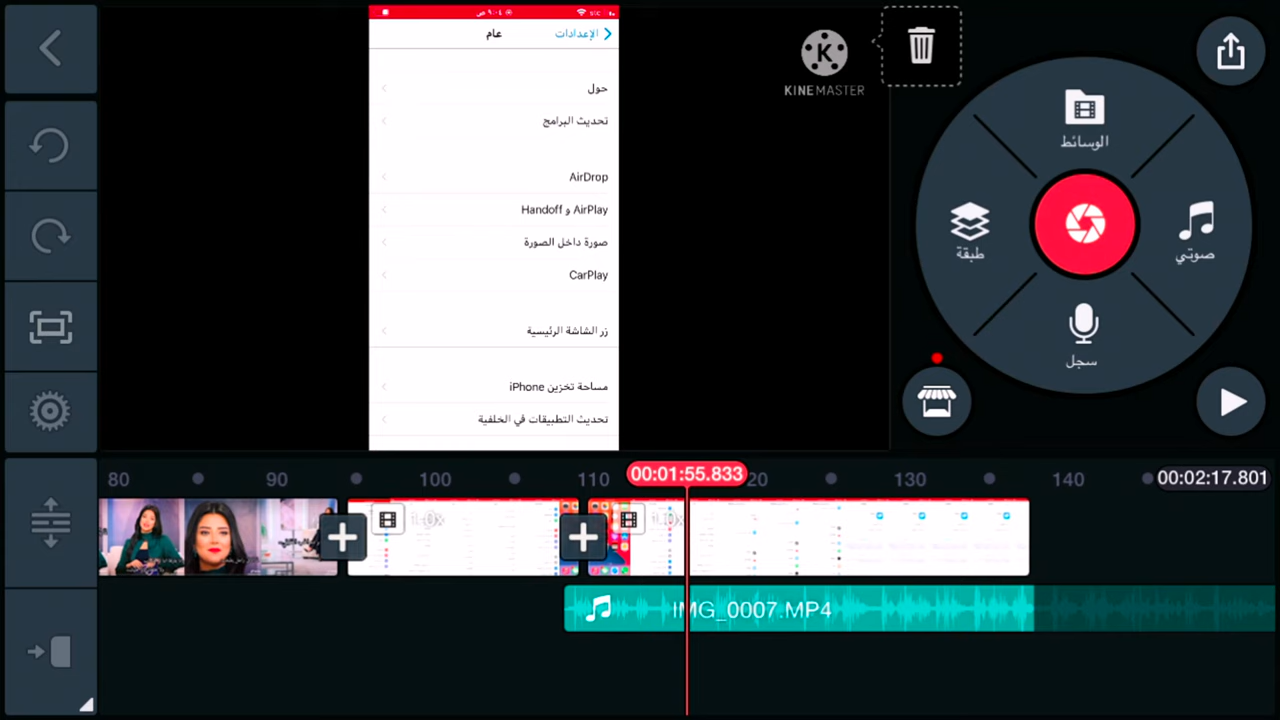 الإعدادات
عام
حول
تحديث البرامج
AirDrop
AirPlay و Handoff
صورة داخل الصورة
CarPlay
زر الشاشة الرئيسية
مساحة تخزين iPhone
تحديث التطبيقات في الخلفية
KINEMASTER
الوسائط
طبقة
صوتي
سجل
80
90
100
110
00:01:55.833
20
130
140
00:02:17.801
IMG_0007.MP4